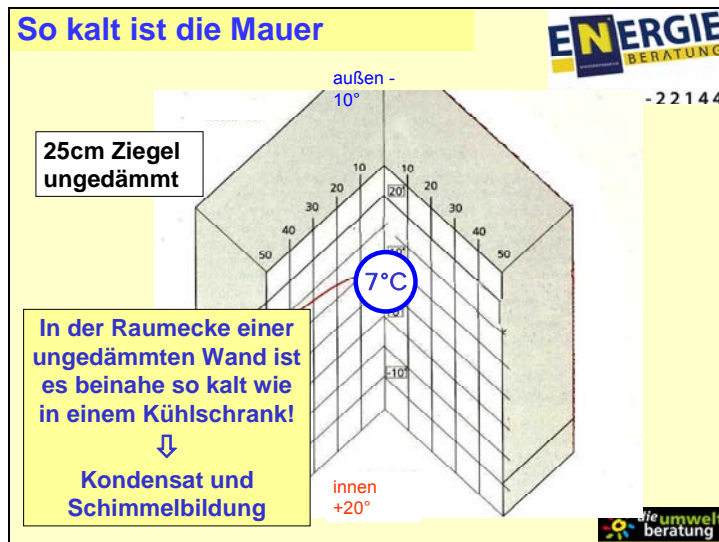 So kalt ist die Mauer
ENERGIE
BERATUNG
-22144
außen -
10°
25cm Ziegel
ungedämmt
10 10
20 20
30 30
40 40
50 50
20°
7°C
-10°
In der Raumecke einer
ungedämmten Wand ist
es beinahe so kalt wie
in einem Kühlschrank!
⇩
Kondensat und
Schimmelbildung
innen
+20°
die umwelt
beratung